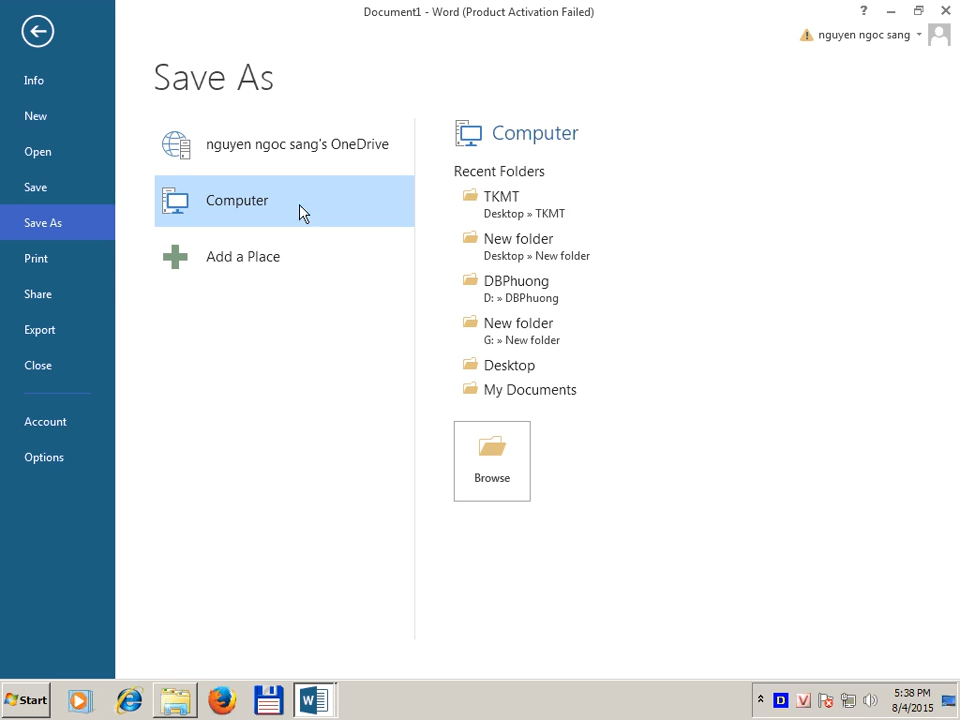 Document1 - Word (Product Activation Failed)
?
nguyen ngoc sang
Info
New
Open
Save
Save As
Print
Share
Export
Close
Account
Options
Save As
nguyen ngoc sang's OneDrive
Computer
Add a Place
Computer
Recent Folders
TKMT
Desktop » TKMT
New folder
Desktop » New folder
DBPhuong
D: » DBPhuong
New folder
G: » New folder
Desktop
My Documents
Browse
Start
D
V
5:38 PM
8/4/2015